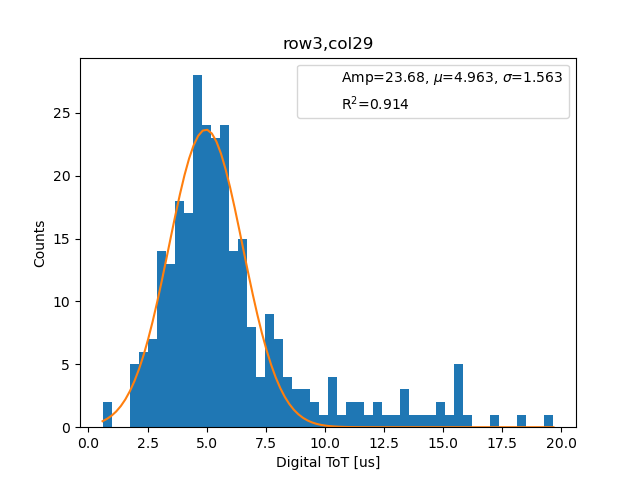 row3,col29
Amp=23.68, μ=4.963, σ=1.563
R²=0.914
25
20
15
10
5
0
Counts
0.0 2.5 5.0 7.5 10.0 12.5 15.0 17.5 20.0
Digital ToT [us]